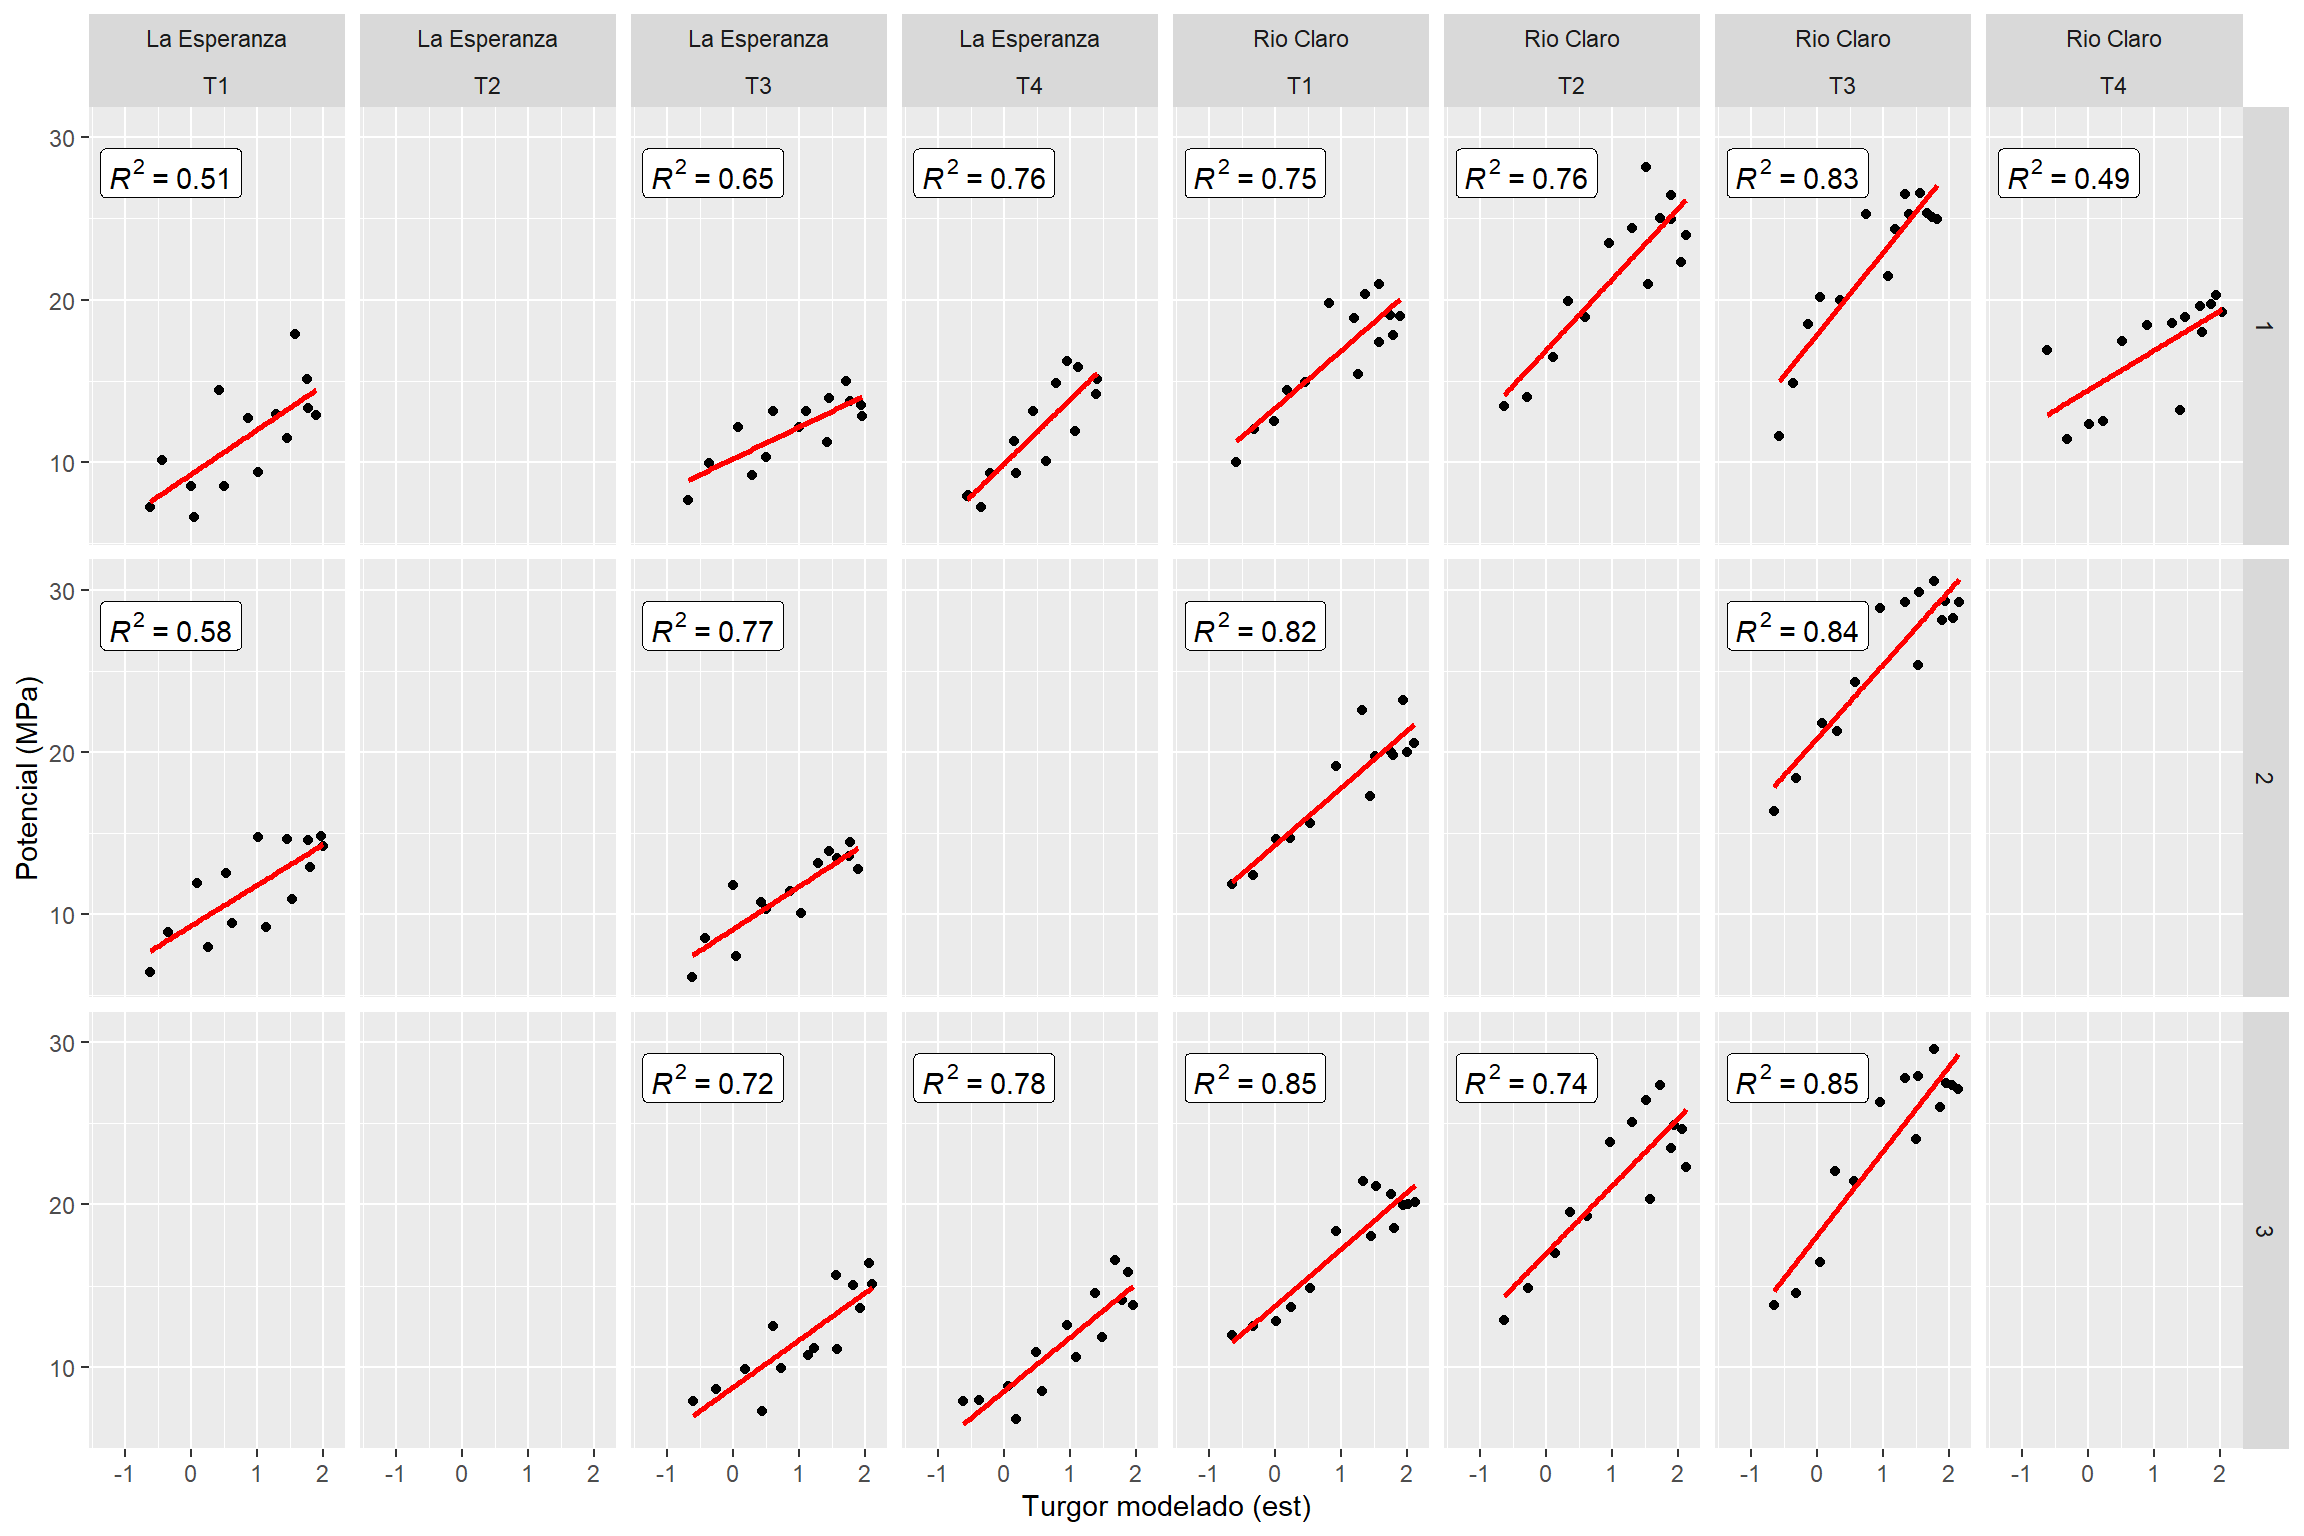 La Esperanza La Esperanza La Esperanza La Esperanza Rio Claro Rio Claro Rio Claro Rio Claro
T1 T2 T3 T4 T1 T2 T3 T4
30
R² = 0.51 R² = 0.65 R² = 0.76 R² = 0.75 R² = 0.76 R² = 0.83 R² = 0.49
20
1
10
30
R² = 0.58 R² = 0.77 R² = 0.82 R² = 0.84
20
2
Potencial (MPa)
10
30
R² = 0.72 R² = 0.78 R² = 0.85 R² = 0.74 R² = 0.85
20
3
10
-1 0 1 2 -1 0 1 2 -1 0 1 2 -1 0 1 2 -1 0 1 2 -1 0 1 2 -1 0 1 2 -1 0 1 2
Turgor modelado (est)